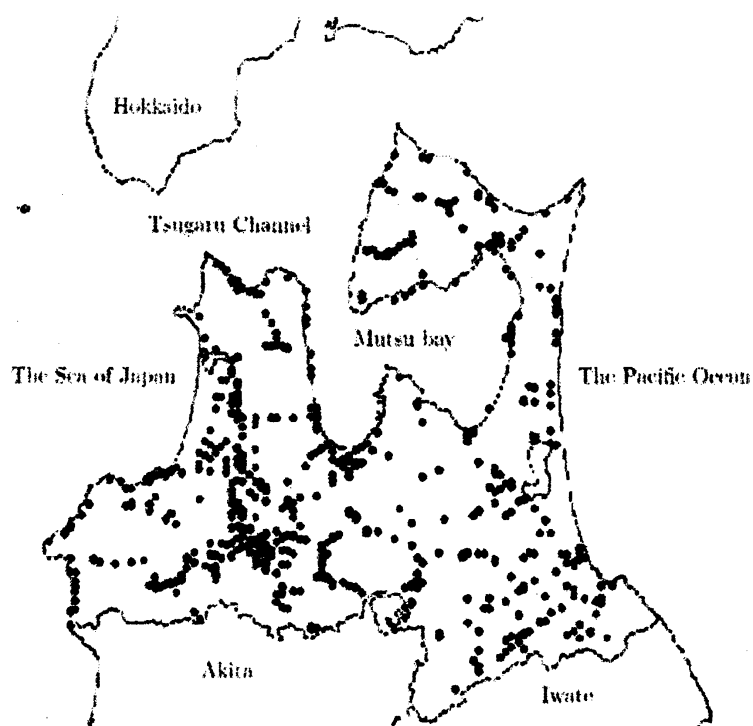 Hokkaido
Tsugaru Channel
Mutsu bay
The Sea of Japan
The Pacific Ocean
Akita
Iwate